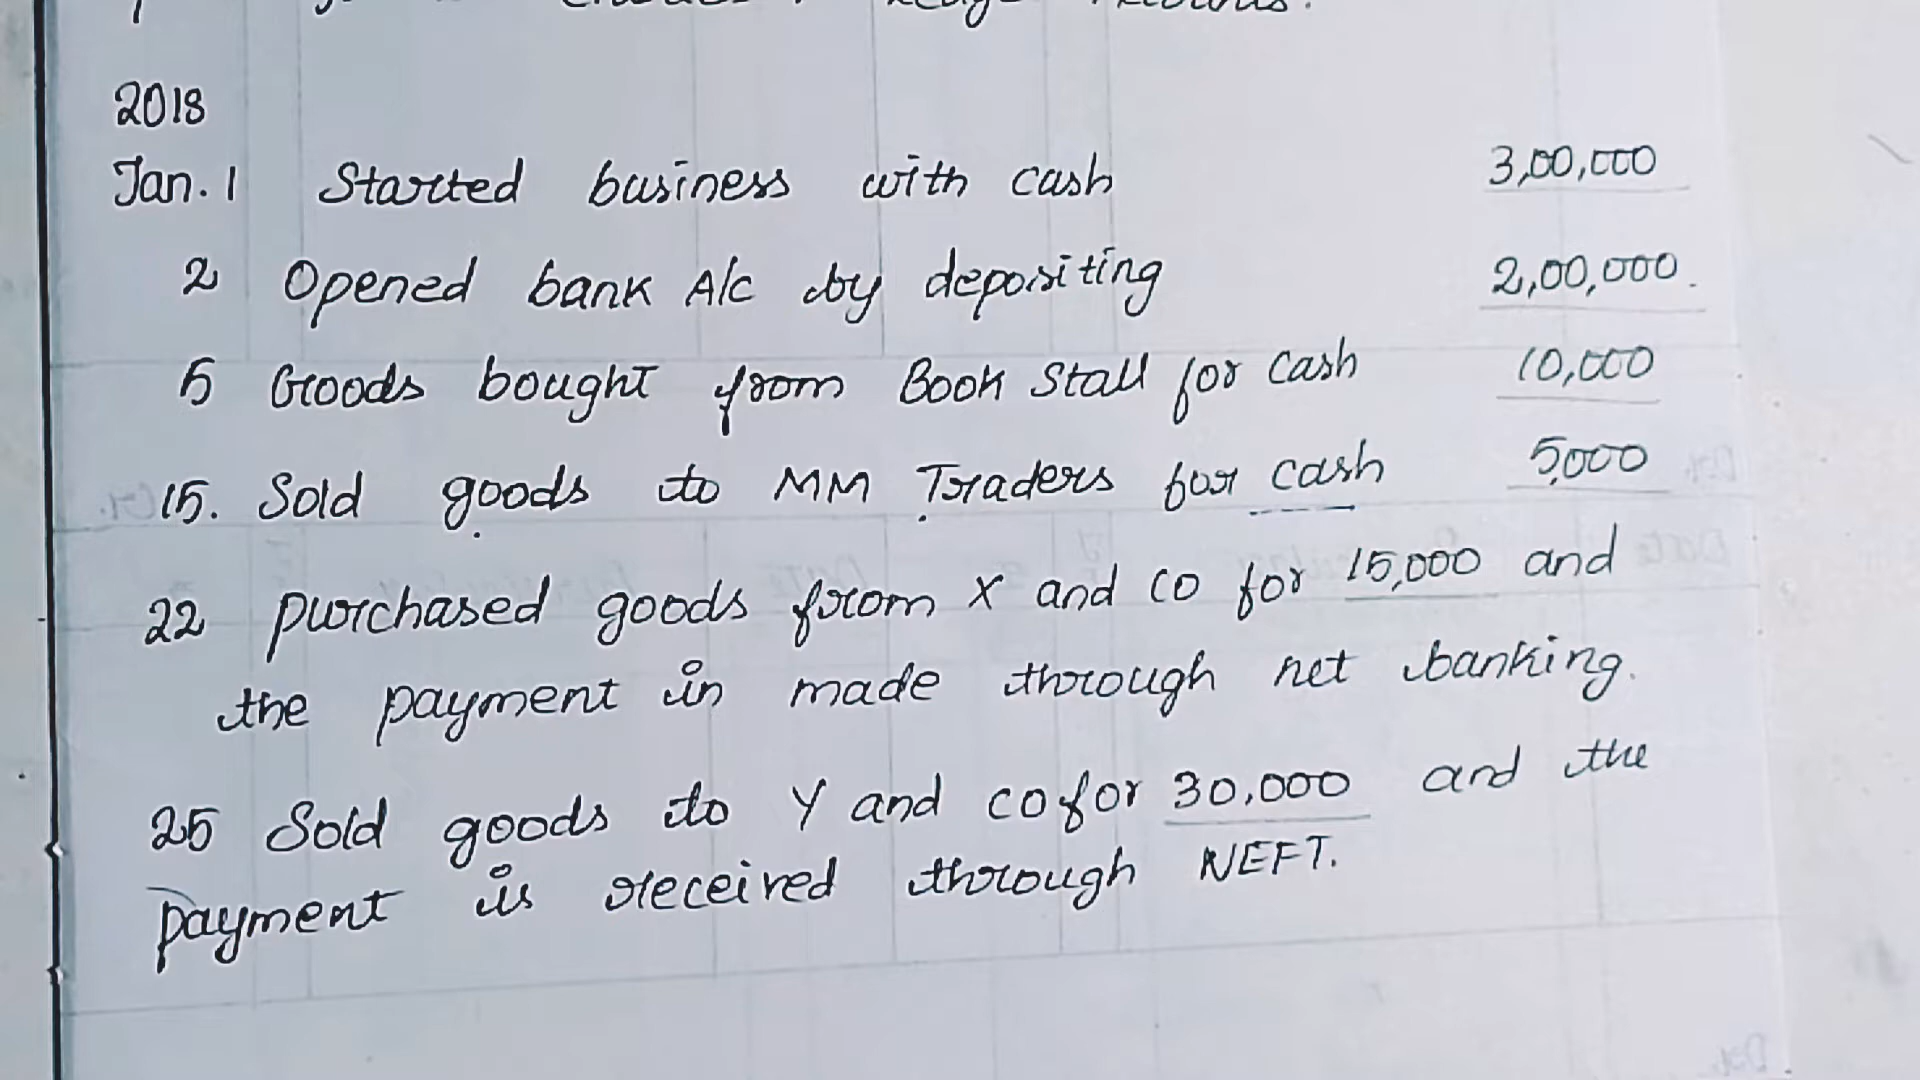 2018
Jan. 1 Started business with cash 3,00,000
2 Opened bank A/c by depositing 2,00,000.
5 Goods bought from Book Stall for cash 10,000
15. Sold goods to MM Traders for cash 5,000
22 purchased goods from X and co for 15,000 and
the payment in made through net banking.
25 Sold goods to Y and co for 30,000 and the
payment is received through NEFT.